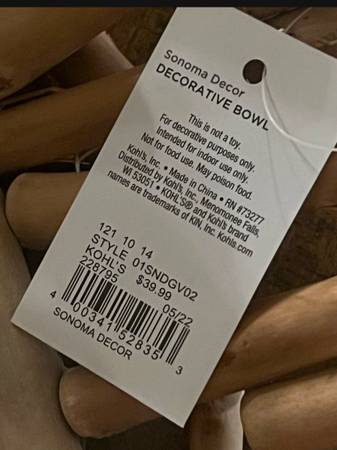 Sonoma Decor
DECORATIVE BOWL
This is not a toy.
For decorative purposes only.
Intended for indoor use only.
Not for food use. May poison food.
Kohl's, Inc. • Made in China • RN #73277
Distributed by Kohl's, Inc., Menomonee Falls,
WI 53051 • KOHL'S® and Kohl's brand
names are trademarks of KIN, Inc. Kohls.com
121 10 14
STYLE 01SNDGV02
KOHL'S $39.99
228795 05/22
4 00341 52835 3
SONOMA DECOR